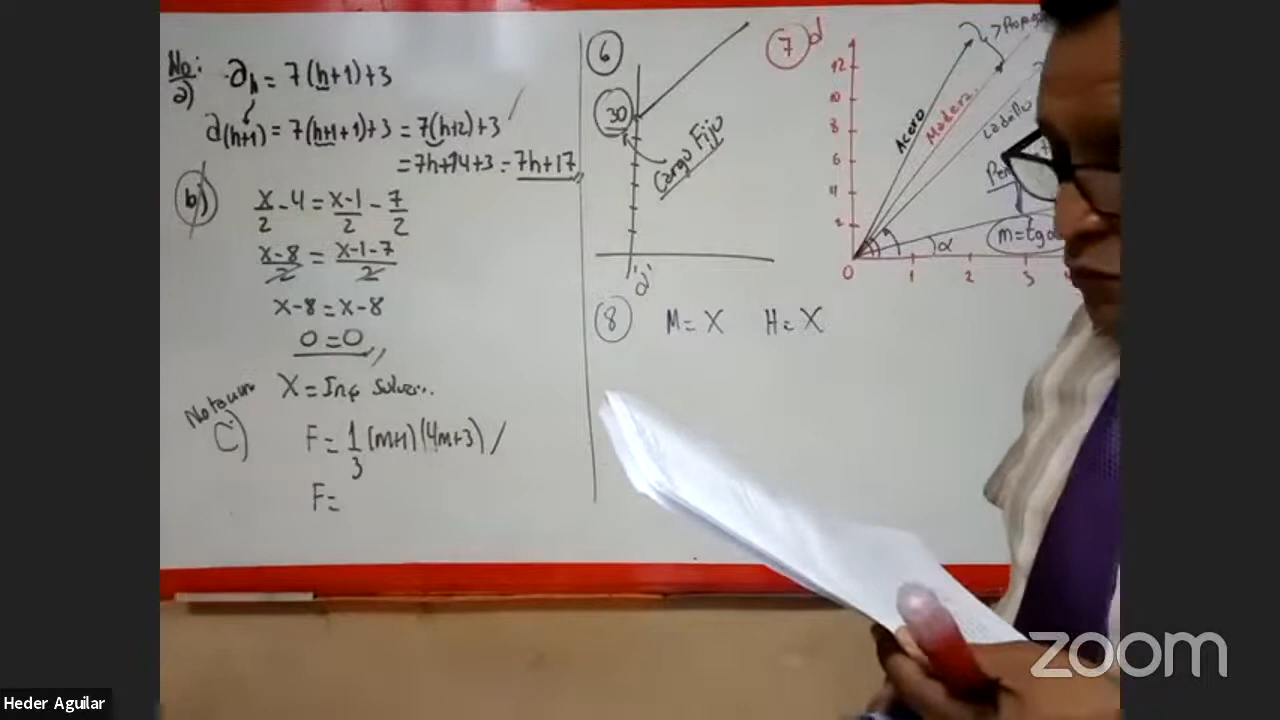 No:
a)
a_h = 7(h+1)+3
a(h+1) = 7(h+1+1)+3 = 7(h+2)+3
= 7h+14+3 = 7h+17
b)
x/2 - 4 = x-1/2 - 7/2
x-8/2 = x-1-7/2
x-8 = x-8
0 = 0
X = Inf Soluc..
C)
F = 1/3 (m+1)(4m+3)
F =
6
30
Cargo Fijo
"a"
7
d
12
10
8
6
4
2
0
1
2
3
Acero
Madera
Ladrillo
m = tg α
α
8
M = X H = X
zoom
Heder Aguilar